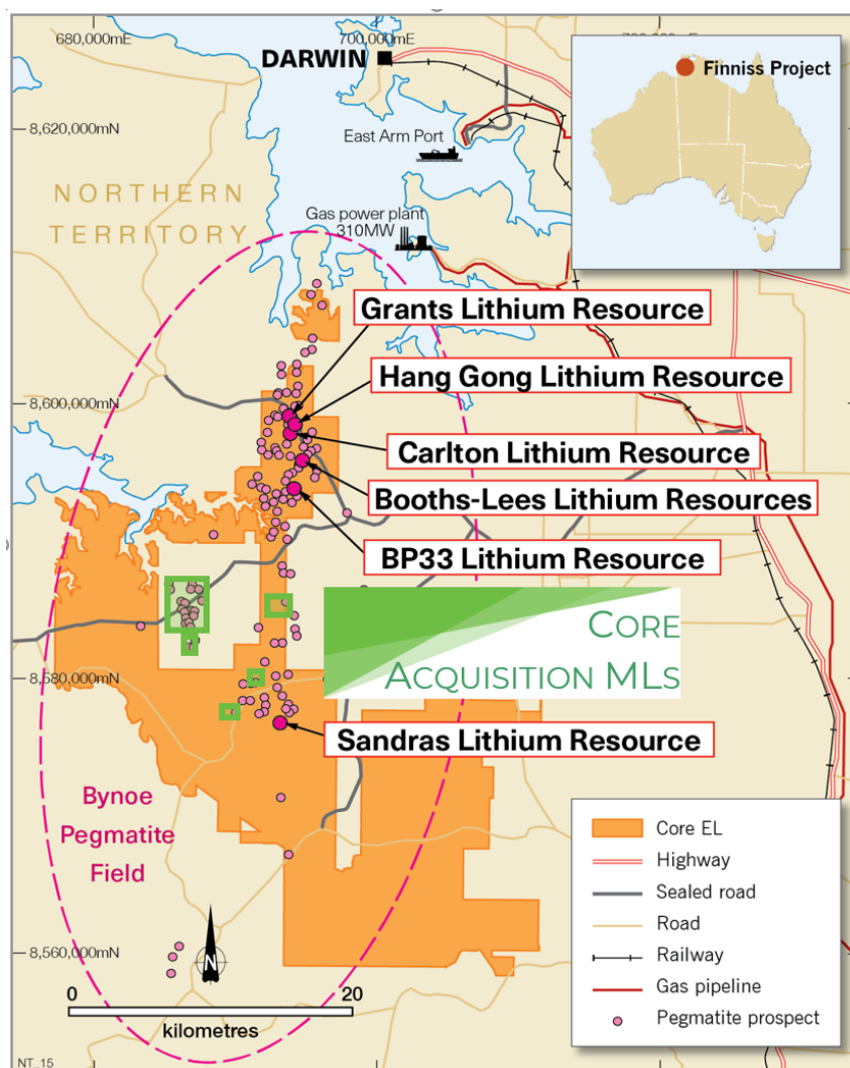 680,000mE
700,000mE
DARWIN
Finniss Project
8,620,000mN
East Arm Port
NORTHERN
TERRITORY
Gas power plant
310MW
Grants Lithium Resource
Hang Gong Lithium Resource
8,600,000mN
Carlton Lithium Resource
Booths-Lees Lithium Resources
BP33 Lithium Resource
CORE
ACQUISITION MLS
8,580,000mN
Sandras Lithium Resource
Bynoe
Pegmatite
Field
Core EL
Highway
Sealed road
Road
Railway
Gas pipeline
Pegmatite prospect
8,560,000mN
N
0
20
kilometres
NT_15